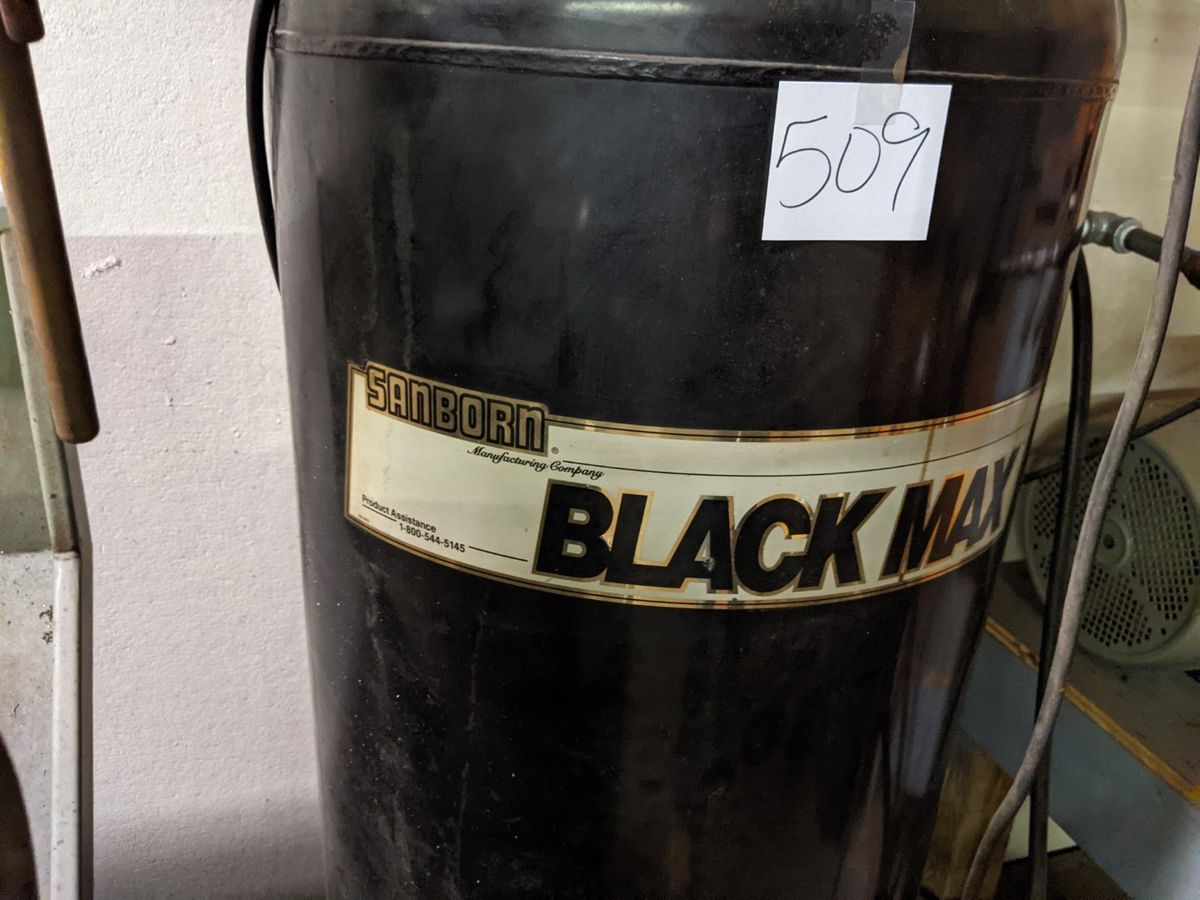 509
SANBORN®
Manufacturing Company
BLACK MAX
Product Assistance
1-800-544-5145